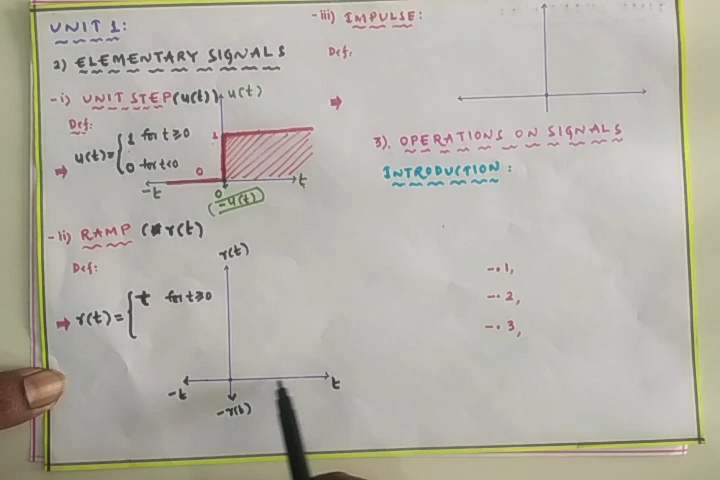 UNIT 1:
2) ELEMENTARY SIGNALS
-i) UNIT STEP (u(t)) u(t)
Def:
u(t) = { 1 for t≥0
0 for t<0
1
0
-t
0
t
(-u(t))
-ii) RAMP ( r(t)
r(t)
Def:
r(t) = { t for t≥0
-t
t
-r(t)
-iii) IMPULSE:
Def:
3). OPERATIONS ON SIGNALS
INTRODUCTION:
-. 1,
-. 2,
-. 3,